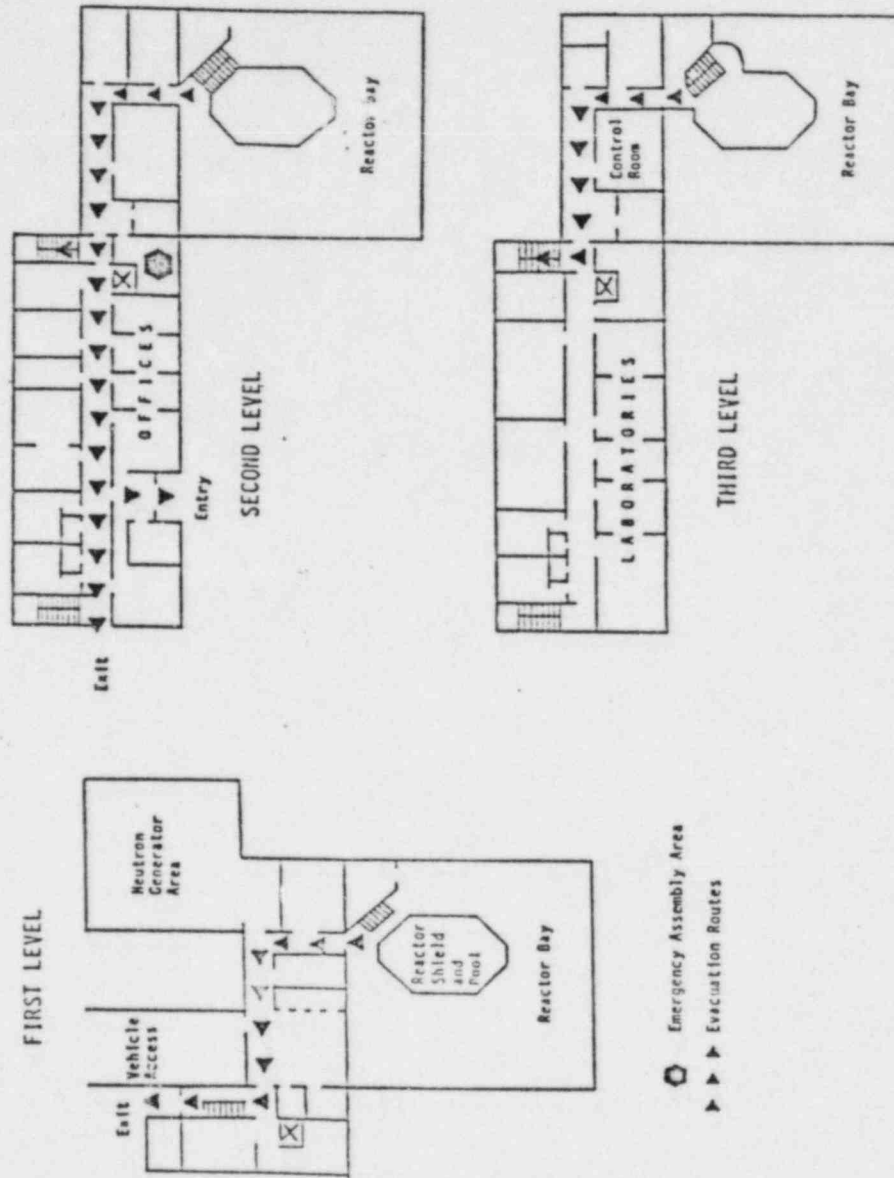 FIRST LEVEL
Neutron
Generator
Area
Vehicle
Access
Exit
Reactor
Shield
and
Pool
Reactor Bay
Emergency Assembly Area
Evacuation Routes
SECOND LEVEL
OFFICES
Exit
Entry
Reactor bay
THIRD LEVEL
LABORATORIES
Control
Room
Reactor Bay